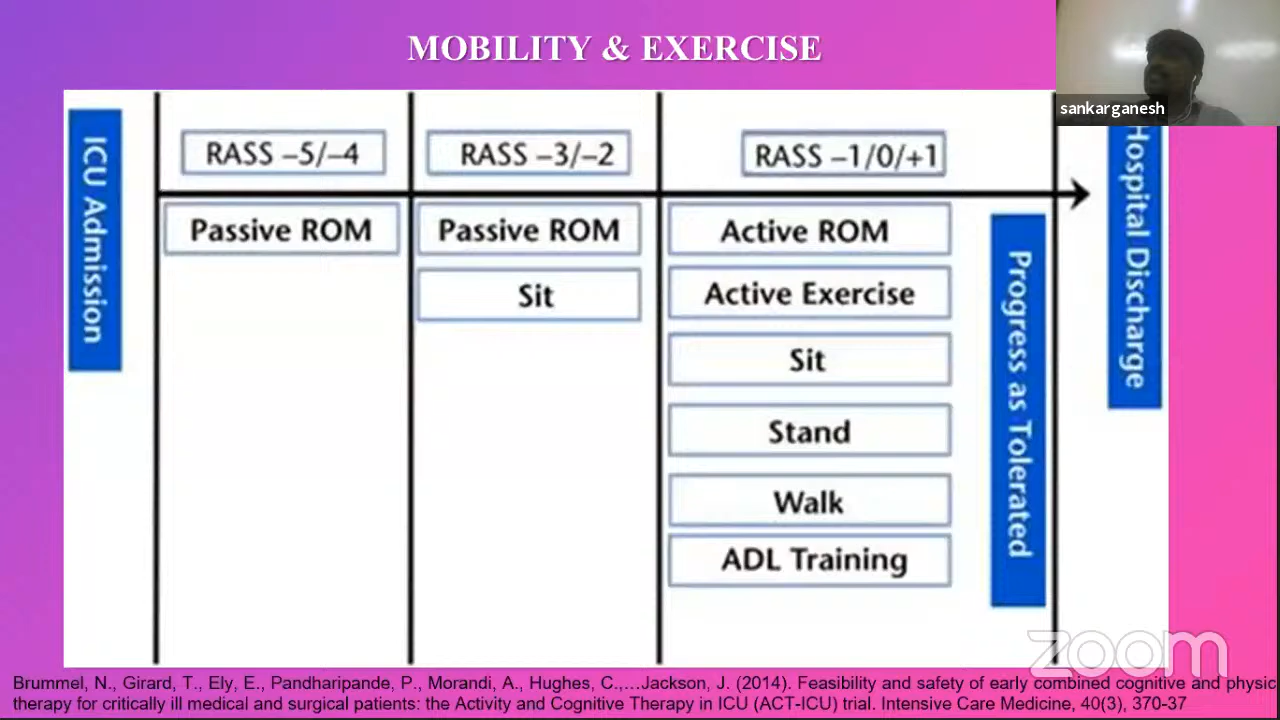 MOBILITY & EXERCISE
sankarganesh
ICU Admission
RASS –5/–4
RASS –3/–2
RASS –1/0/+1
Hospital Discharge
Passive ROM
Passive ROM
Active ROM
Sit
Active Exercise
Sit
Stand
Walk
ADL Training
Progress as Tolerated
zoom
Brummel, N., Girard, T., Ely, E., Pandharipande, P., Morandi, A., Hughes, C.,...Jackson, J. (2014). Feasibility and safety of early combined cognitive and physic
therapy for critically ill medical and surgical patients: the Activity and Cognitive Therapy in ICU (ACT-ICU) trial. Intensive Care Medicine, 40(3), 370-37